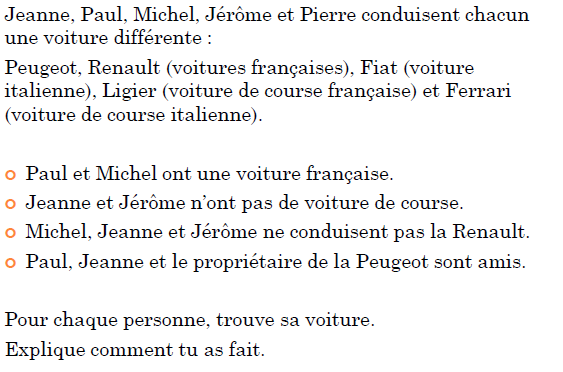 Jeanne, Paul, Michel, Jérôme et Pierre conduisent chacun
une voiture différente :
Peugeot, Renault (voitures françaises), Fiat (voiture
italienne), Ligier (voiture de course française) et Ferrari
(voiture de course italienne).
Paul et Michel ont une voiture française.
Jeanne et Jérôme n'ont pas de voiture de course.
Michel, Jeanne et Jérôme ne conduisent pas la Renault.
Paul, Jeanne et le propriétaire de la Peugeot sont amis.
Pour chaque personne, trouve sa voiture.
Explique comment tu as fait.